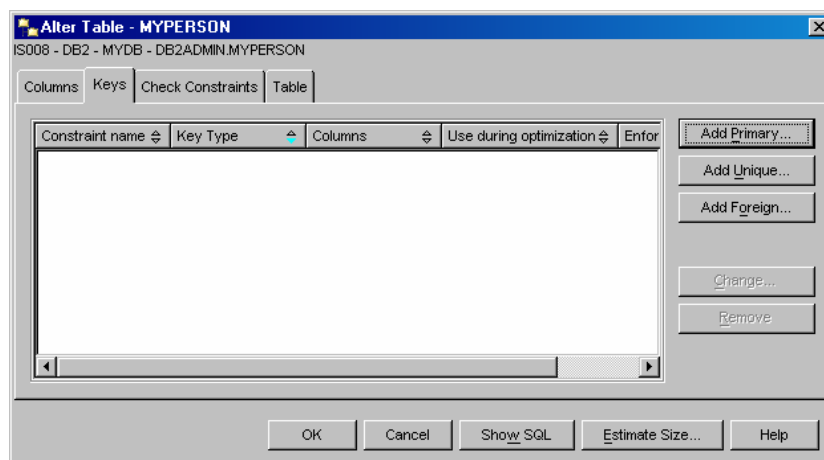 Alter Table - MYPERSON
IS008 - DB2 - MYDB - DB2ADMIN.MYPERSON
Columns Keys Check Constraints Table
Constraint name Key Type Columns Use during optimization Enfor
Add Primary...
Add Unique...
Add Foreign...
Change...
Remove
OK Cancel Show SQL Estimate Size... Help